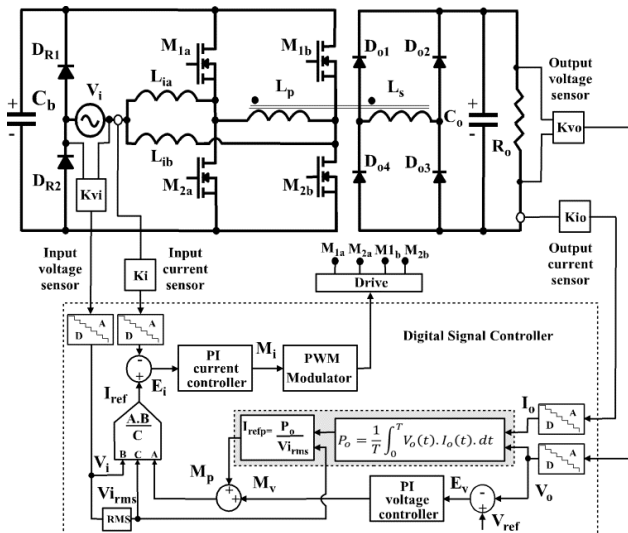 D_R1
M_1a
M_1b
D_o1
D_o2
Output
voltage
sensor
L_ia
V_i
L_p
L_s
+
C_b
-
+
C_o
-
R_o
Kvo
L_ib
D_R2
Kvi
M_2a
M_2b
D_o4
D_o3
Kio
Input
voltage
sensor
Ki
Input
current
sensor
M_1a M_2a M1_b M_2b
Drive
Output
current
sensor
A
D
A
D
Digital Signal Controller
-
+
E_i
PI
current
controller
M_i
PWM
Modulator
I_ref
A.B
C
B C A
I_refp= P_o
Vi_rms
P_o = 1/T ∫_0^T V_o(t). I_o(t). dt
I_o
A
D
A
D
V_i
Vi_rms
RMS
M_p
+
+
M_v
PI
voltage
controller
E_v
-
+
V_o
V_ref